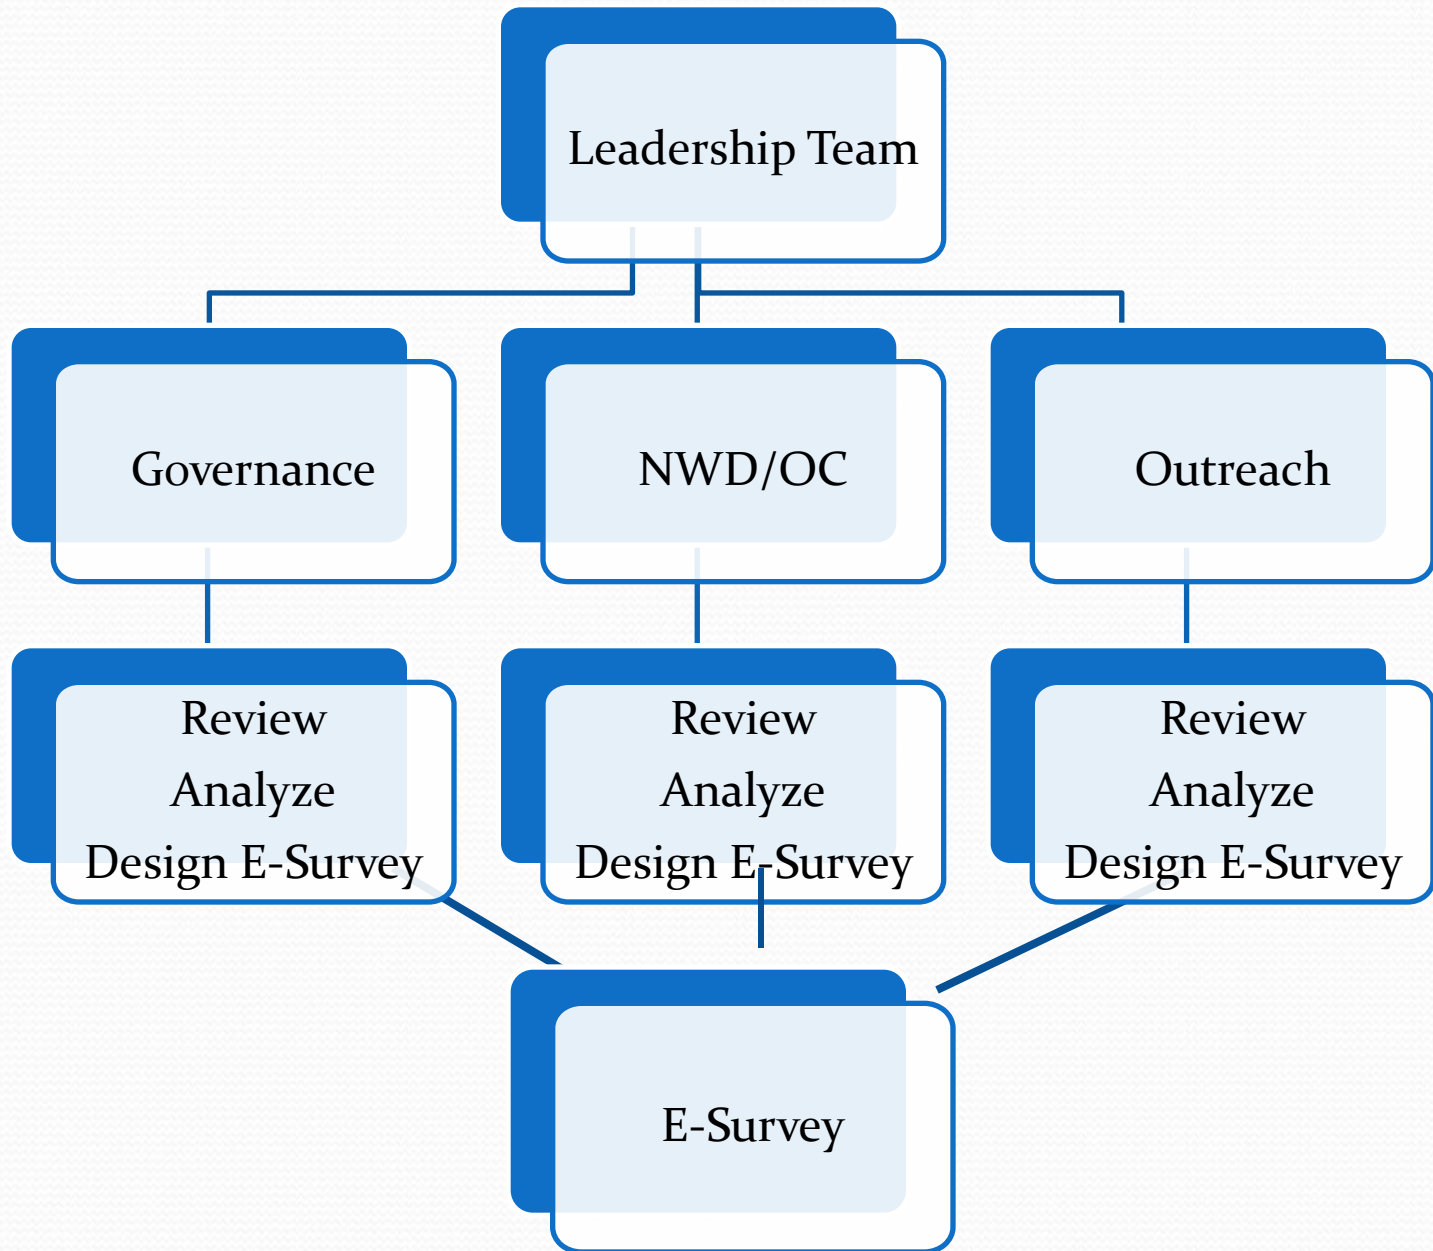 Leadership Team
Governance
NWD/OC
Outreach
Review
Analyze
Design E-Survey
Review
Analyze
Design E-Survey
Review
Analyze
Design E-Survey
E-Survey